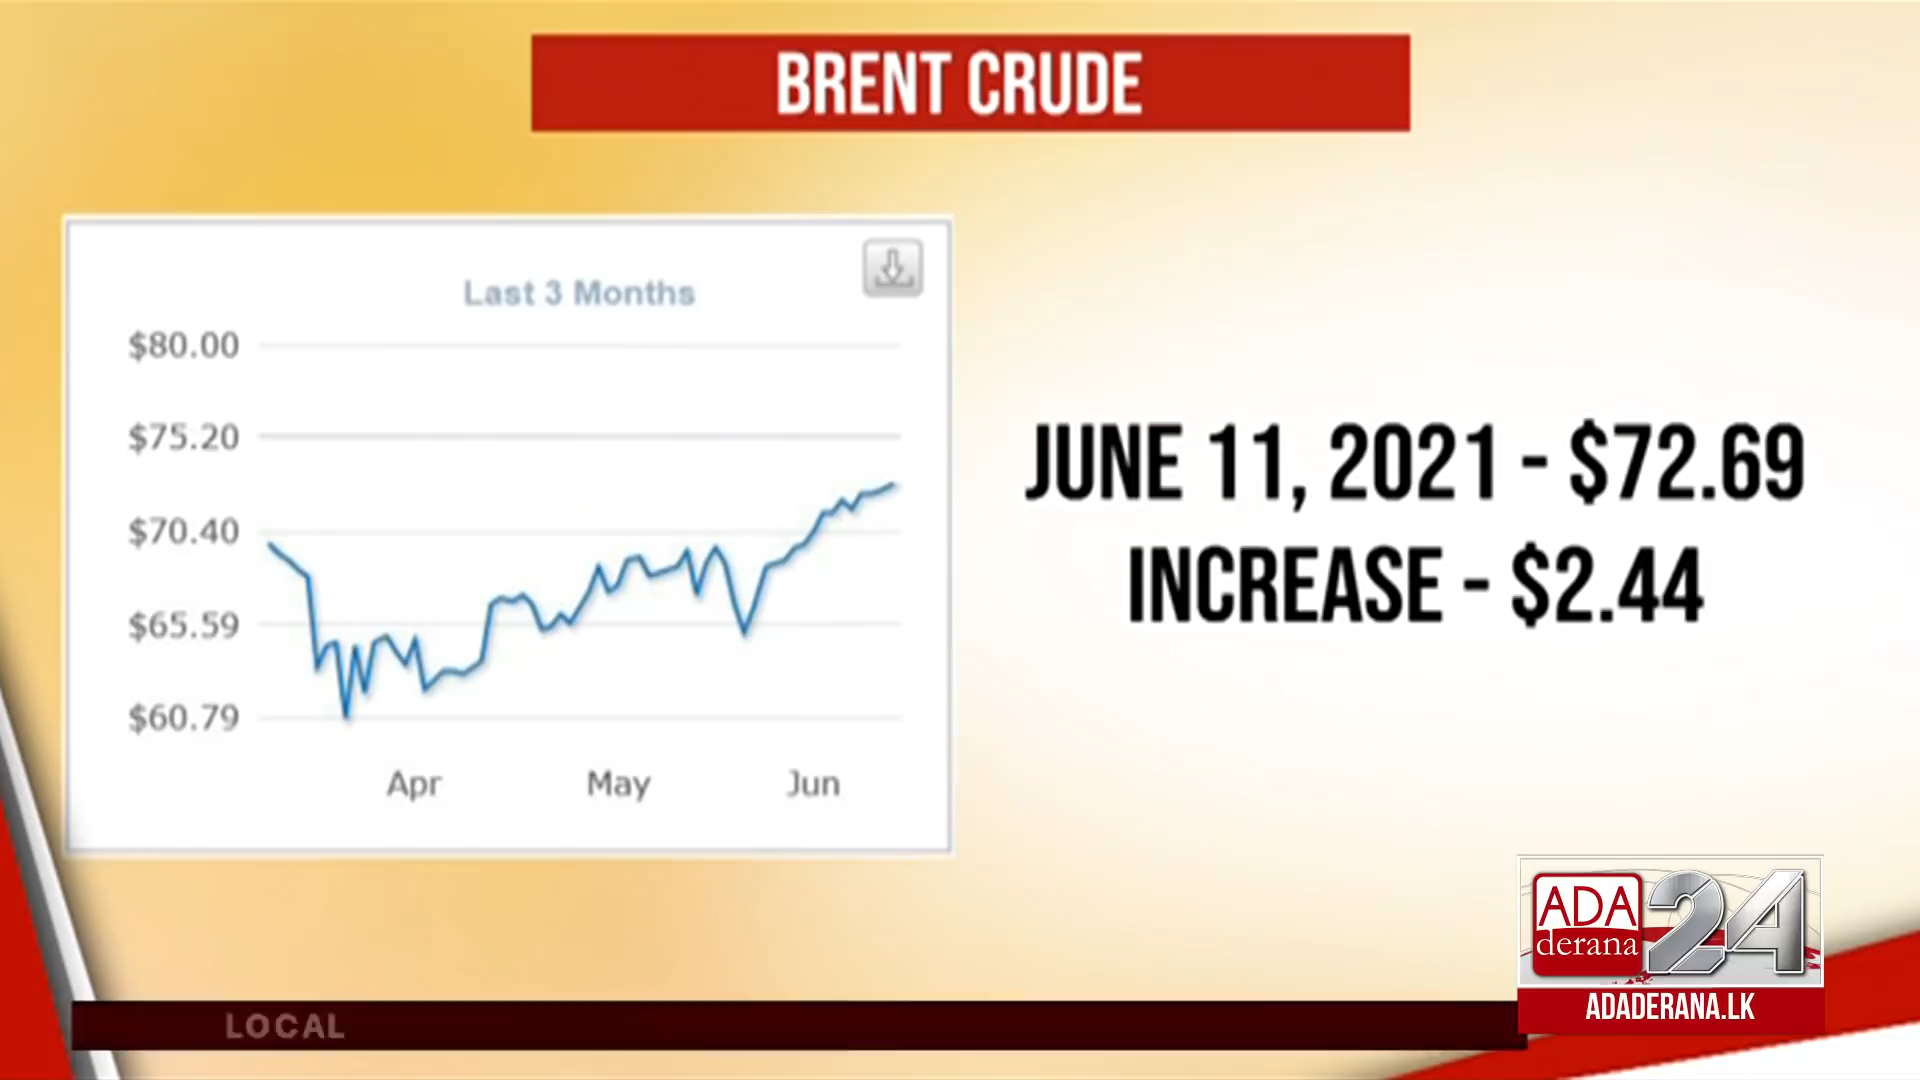 BRENT CRUDE
Last 3 Months
$80.00
$75.20
$70.40
$65.59
$60.79
Apr May Jun
JUNE 11, 2021 - $72.69
INCREASE - $2.44
ADA
derana
24
ADADERANA.LK
LOCAL